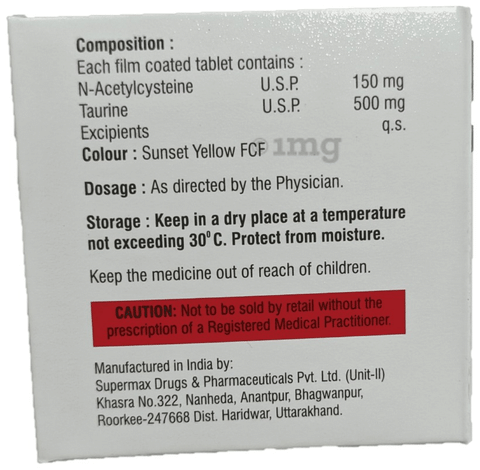 Composition :
Each film coated tablet contains :
N-Acetylcysteine U.S.P. 150 mg
Taurine U.S.P. 500 mg
Excipients q.s.
Colour : Sunset Yellow FCF
1mg
Dosage : As directed by the Physician.
Storage : Keep in a dry place at a temperature
not exceeding 30⁰ C. Protect from moisture.
Keep the medicine out of reach of children.
CAUTION: Not to be sold by retail without the
prescription of a Registered Medical Practitioner.
Manufactured in India by:
Supermax Drugs & Pharmaceuticals Pvt. Ltd. (Unit-II)
Khasra No.322, Nanheda, Anantpur, Bhagwanpur,
Roorkee-247668 Dist. Haridwar, Uttarakhand.